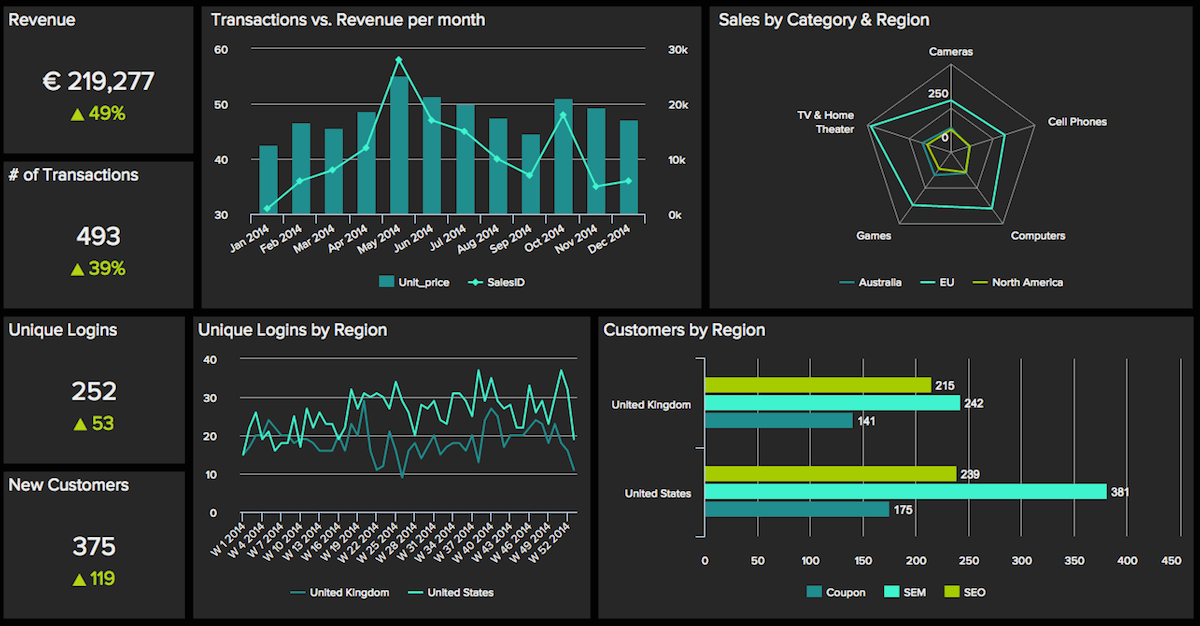 Revenue
€ 219,277
▲ 49%
# of Transactions
493
▲ 39%
Transactions vs. Revenue per month
60
50
40
30
30k
20k
10k
0k
Jan 2014
Feb 2014
Mar 2014
Apr 2014
May 2014
Jun 2014
Jul 2014
Aug 2014
Sep 2014
Oct 2014
Nov 2014
Dec 2014
Unit_price
SalesID
Sales by Category & Region
Cameras
250
0
TV & Home
Theater
Cell Phones
Games
Computers
Australia
EU
North America
Unique Logins
252
▲ 53
New Customers
375
▲ 119
Unique Logins by Region
40
30
20
10
0
W 1 2014
W 4 2014
W 7 2014
W 10 2014
W 13 2014
W 16 2014
W 19 2014
W 22 2014
W 25 2014
W 28 2014
W 31 2014
W 34 2014
W 37 2014
W 40 2014
W 43 2014
W 46 2014
W 49 2014
W 52 2014
United Kingdom
United States
Customers by Region
United Kingdom
215
242
141
United States
239
381
175
0
50
100
150
200
250
300
350
400
450
Coupon
SEM
SEO